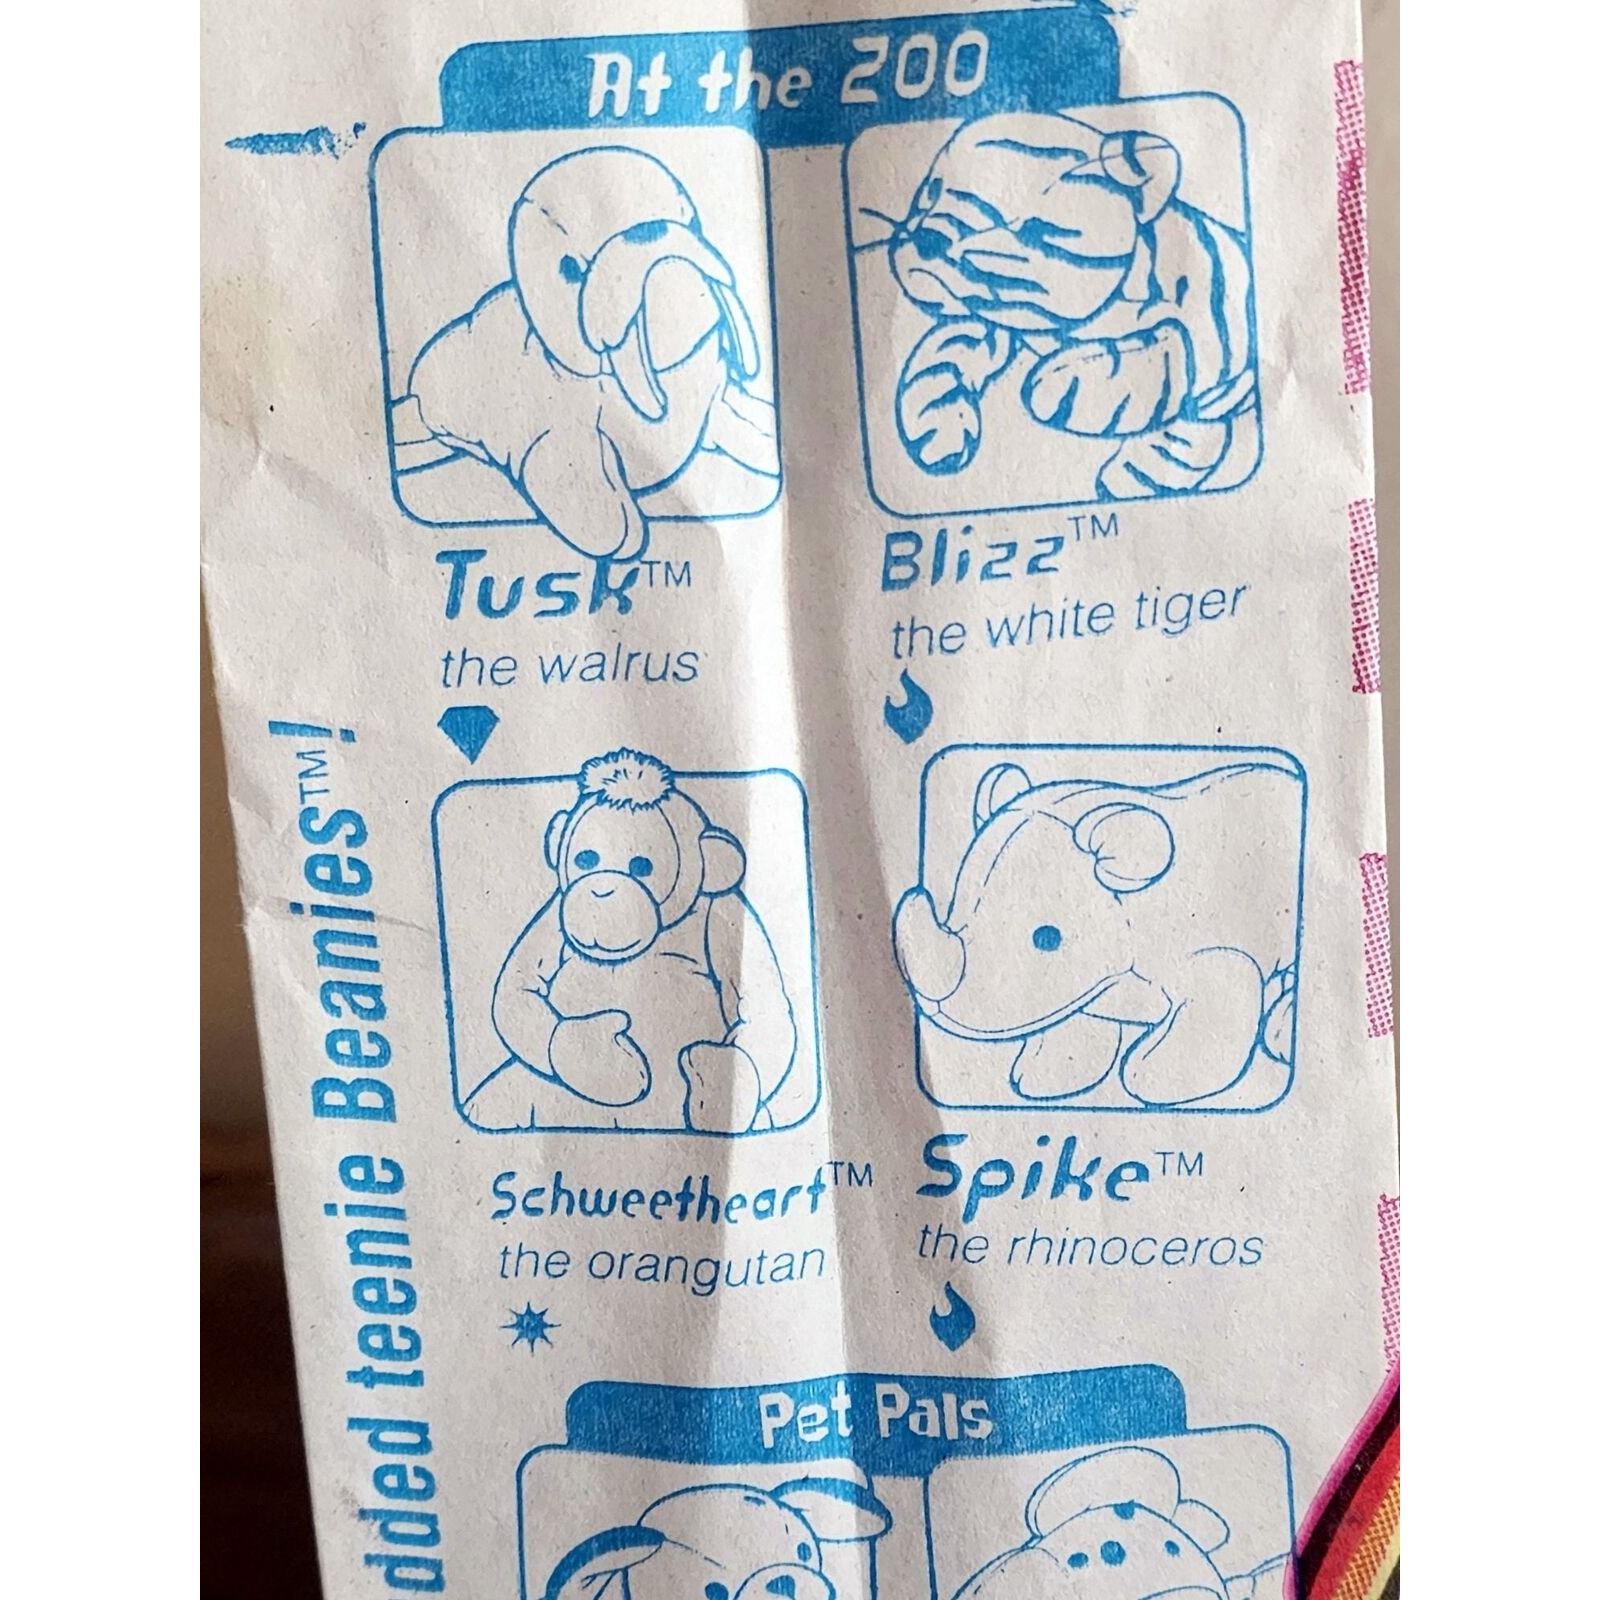 At the ZOO
Tusk™
the walrus
Blizz™
the white tiger
Schweetheart™
the orangutan
Spike™
the rhinoceros
Pet Pals
teenie Beanies™!